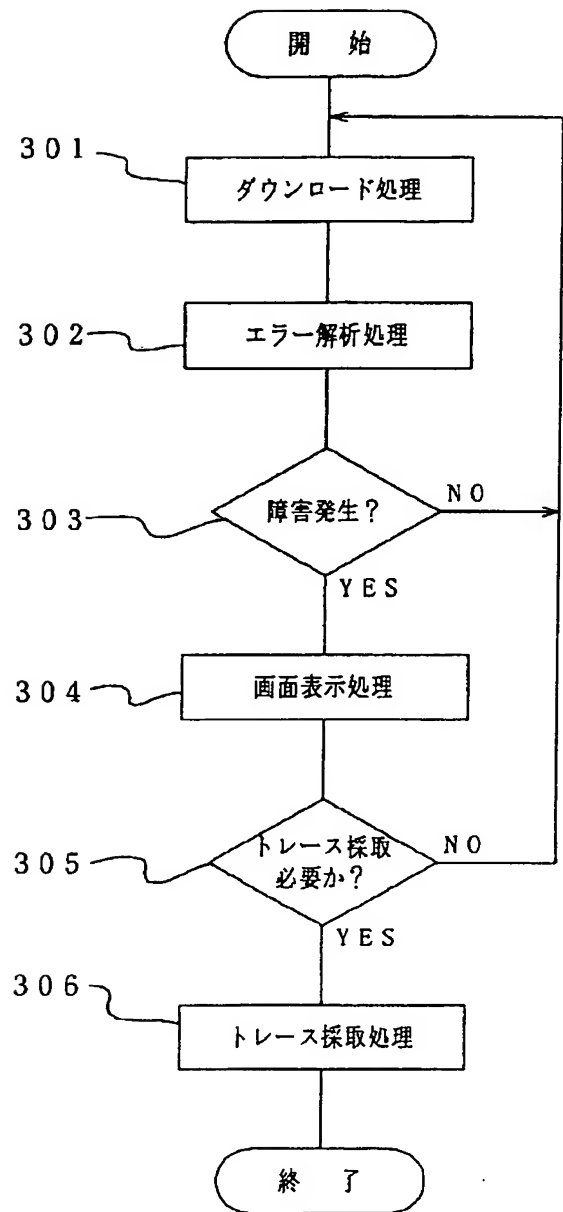 開 始
301
ダウンロード処理
302
エラー解析処理
303
障害発生?
NO
YES
304
画面表示処理
305
トレース採取
必要か?
NO
YES
306
トレース採取処理
終 了